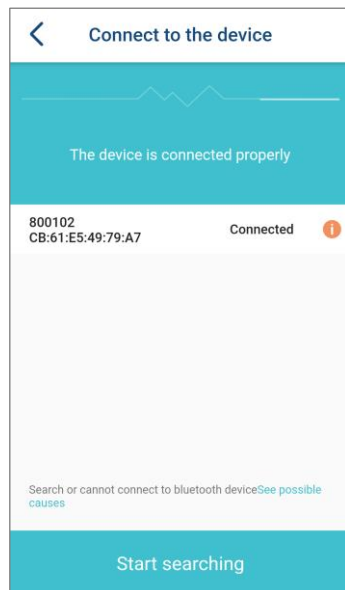 Connect to the device
The device is connected properly
800102
CB:61:E5:49:79:A7
Connected
Search or cannot connect to bluetooth deviceSee possible
causes
Start searching